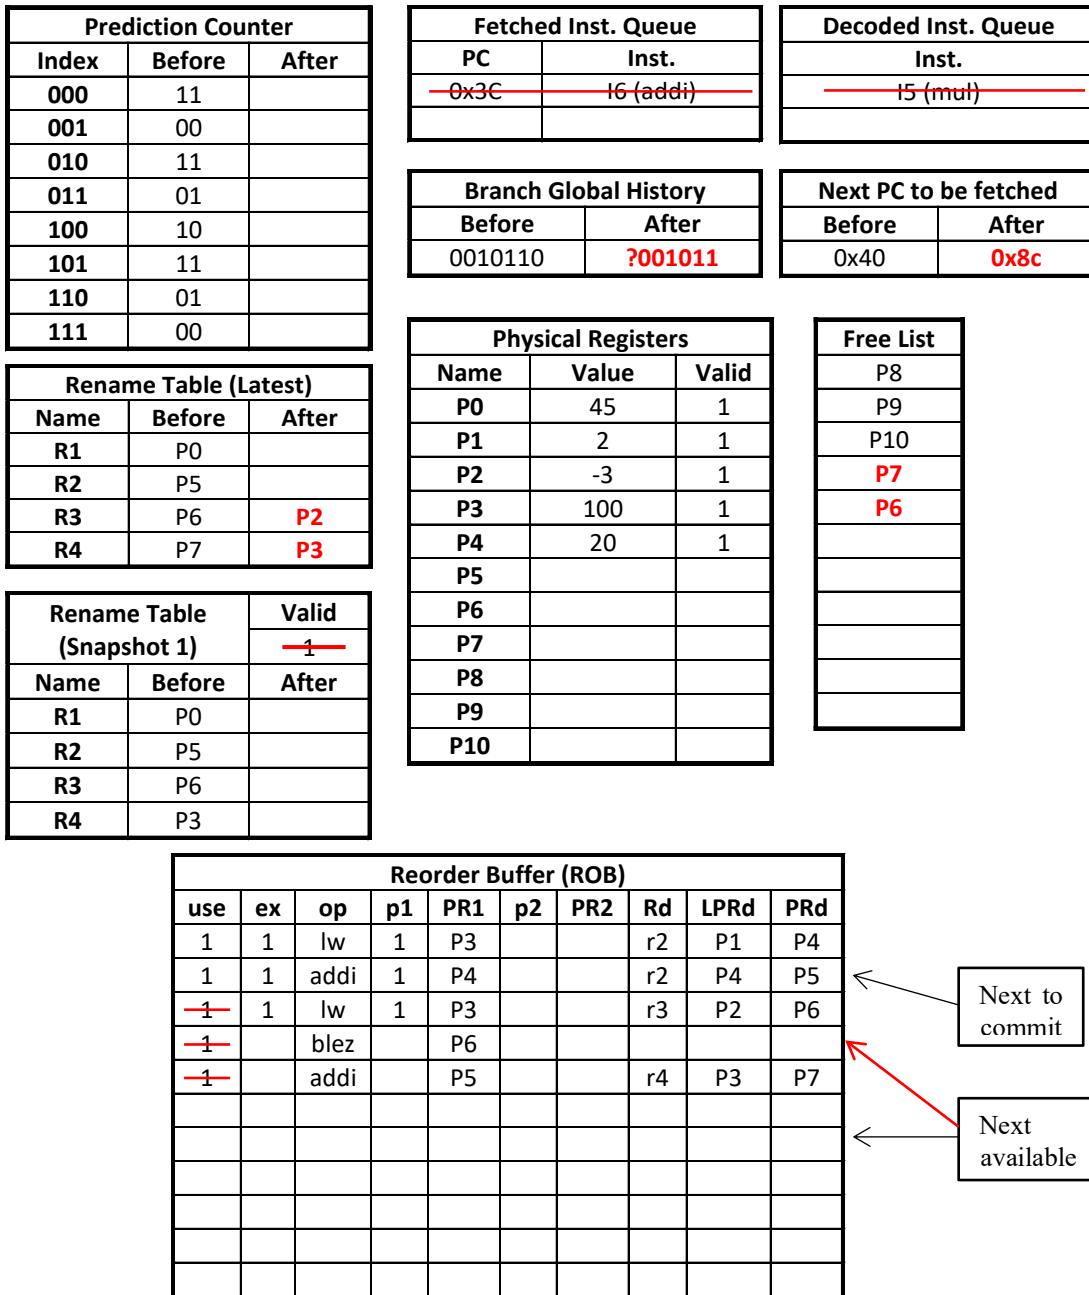 Prediction Counter
Index Before After
000 11
001 00
010 11
011 01
100 10
101 11
110 01
111 00
Fetched Inst. Queue
PC Inst.
0x3C I6 (addi)
Decoded Inst. Queue
Inst.
I5 (mul)
Branch Global History
Before After
0010110 ?001011
Next PC to be fetched
Before After
0x40 0x8c
Rename Table (Latest)
Name Before After
R1 P0
R2 P5
R3 P6 P2
R4 P7 P3
Rename Table Valid
(Snapshot 1) 1
Name Before After
R1 P0
R2 P5
R3 P6
R4 P3
Physical Registers
Name Value Valid
P0 45 1
P1 2 1
P2 -3 1
P3 100 1
P4 20 1
P5
P6
P7
P8
P9
P10
Free List
P8
P9
P10
P7
P6
Reorder Buffer (ROB)
use ex op p1 PR1 p2 PR2 Rd LPRd PRd
1 1 lw 1 P3 r2 P1 P4
1 1 addi 1 P4 r2 P4 P5
1 1 lw 1 P3 r3 P2 P6
1 blez P6
1 addi P5 r4 P3 P7
Next to
commit
Next
available